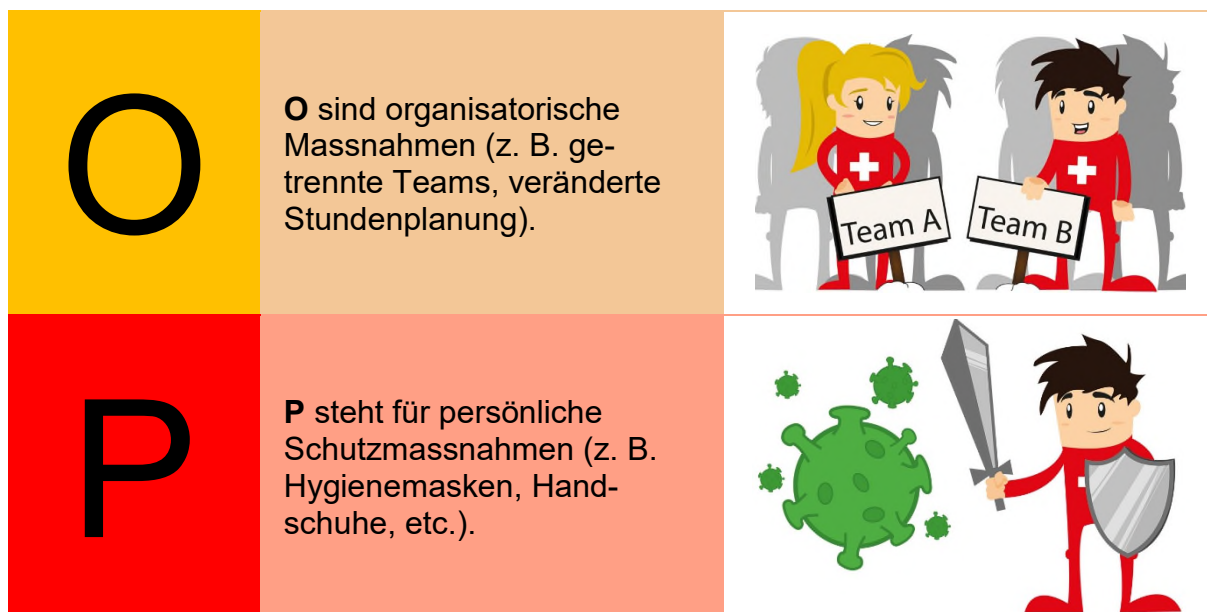 O
O sind organisatorische
Massnahmen (z. B. ge-
trennte Teams, veränderte
Stundenplanung).
Team A
Team B
P
P steht für persönliche
Schutzmassnahmen (z. B.
Hygienemasken, Hand-
schuhe, etc.).